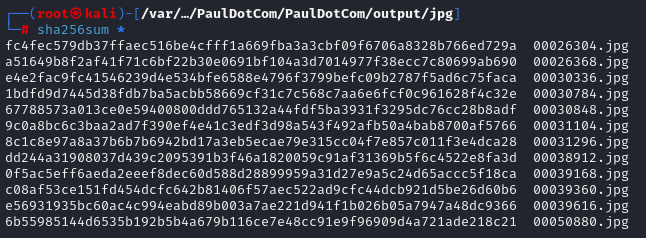 ┌──(root㉿kali)-[/var/…/PaulDotCom/PaulDotCom/output/jpg]
└─# sha256sum *
fc4fec579db37ffaec516be4cfff1a669fba3a3cbf09f6706a8328b766ed729a  00026304.jpg
a51649b8f2af41f71c6bf22b30e0691bf104a3d7014977f38ecc7c80699ab690  00026368.jpg
e4e2fac9fc41546239d4e534bfe6588e4796f3799befc09b2787f5ad6c75faca  00030336.jpg
1bdfd9d7445d38fdb7ba5acbb58669cf31c7c568c7aa6e6fcf0c961628f4c32e  00030784.jpg
67788573a013ce0e59400800ddd765132a44fdf5ba3931f3295dc76cc28b8adf  00030848.jpg
9c0a8bc6c3baa2ad7f390ef4e41c3edf3d98a543f492afb50a4bab8700af5766  00031104.jpg
8c1c8e97a8a37b6b7b6942bd17a3eb5ecae79e315cc04f7e857c011f3e4dca28  00031296.jpg
dd244a31908037d439c2095391b3f46a1820059c91af31369b5f6c4522e8fa3d  00038912.jpg
0f5ac5eff6aeda2eeef8dec60d588d28899959a31d27e9a5c24d65accc5f18ca  00039168.jpg
c08af53ce151fd454dcfc642b81406f57aec522ad9cfc44dcb921d5be26d60b6  00039360.jpg
e56931935bc60ac4c994eabd89b003a7ae221d941f1b026b05a7947a48dc9366  00039616.jpg
6b55985144d6535b192b5b4a679b116ce7e48cc91e9f96909d4a721ade218c21  00050880.jpg